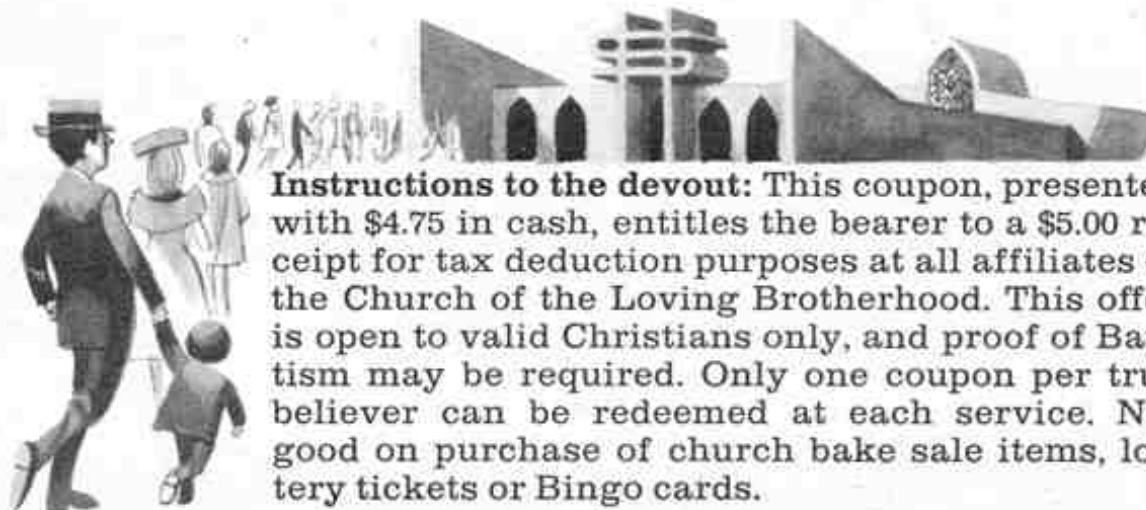 Instructions to the devout: This coupon, presente
with $4.75 in cash, entitles the bearer to a $5.00 r
ceipt for tax deduction purposes at all affiliates
the Church of the Loving Brotherhood. This off
is open to valid Christians only, and proof of Ba
tism may be required. Only one coupon per tru
believer can be redeemed at each service. N
good on purchase of church bake sale items, lo
tery tickets or Bingo cards.